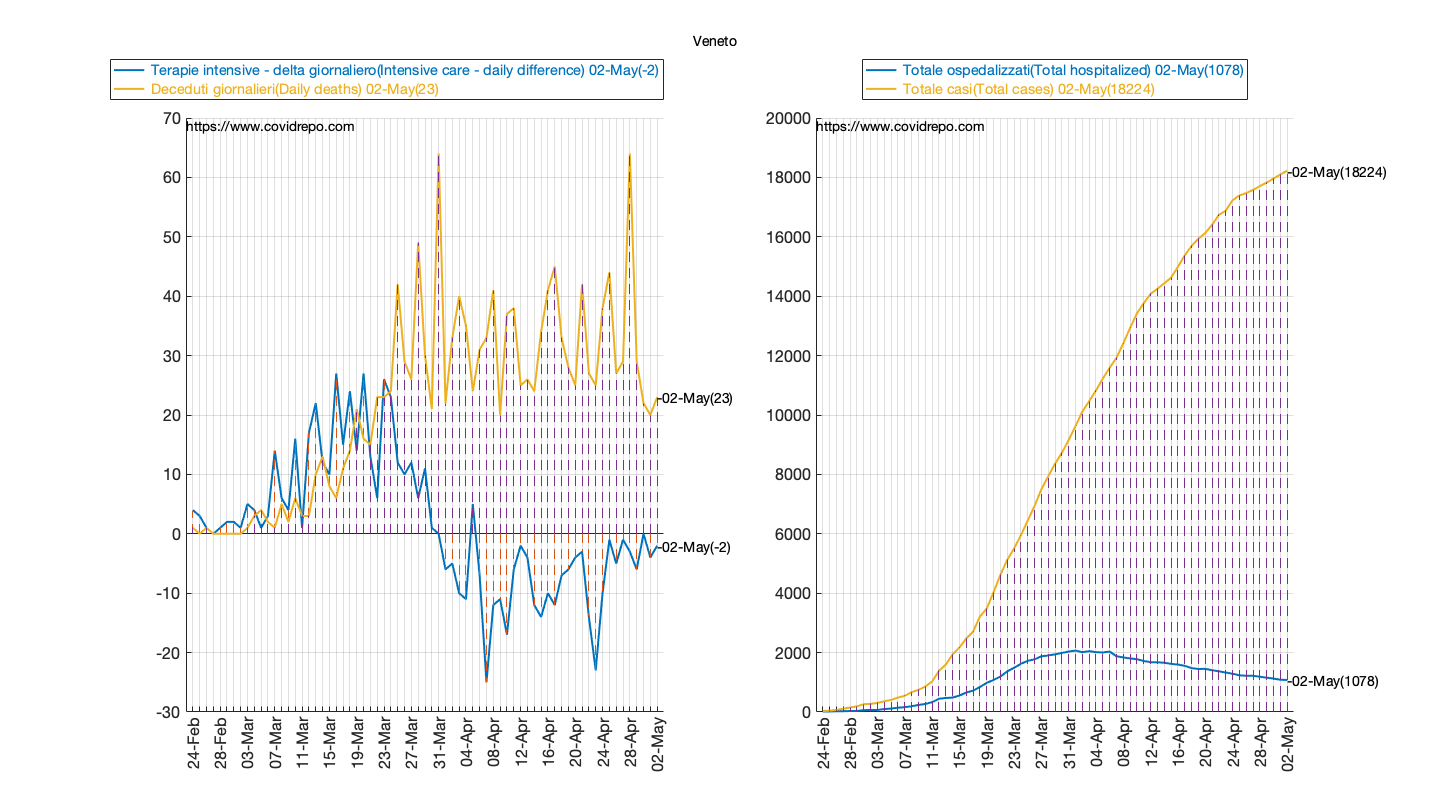 Veneto
Terapie intensive - delta giornaliero(Intensive care - daily difference) 02-May(-2)
Deceduti giornalieri(Daily deaths) 02-May(23)
https://www.covidrepo.com
70
60
50
40
30
20
10
0
-10
-20
-30
02-May(23)
02-May(-2)
24-Feb
28-Feb
03-Mar
07-Mar
11-Mar
15-Mar
19-Mar
23-Mar
27-Mar
31-Mar
04-Apr
08-Apr
12-Apr
16-Apr
20-Apr
24-Apr
28-Apr
02-May
Totale ospedalizzati(Total hospitalized) 02-May(1078)
Totale casi(Total cases) 02-May(18224)
https://www.covidrepo.com
20000
18000
16000
14000
12000
10000
8000
6000
4000
2000
0
02-May(18224)
02-May(1078)
24-Feb
28-Feb
03-Mar
07-Mar
11-Mar
15-Mar
19-Mar
23-Mar
27-Mar
31-Mar
04-Apr
08-Apr
12-Apr
16-Apr
20-Apr
24-Apr
28-Apr
02-May